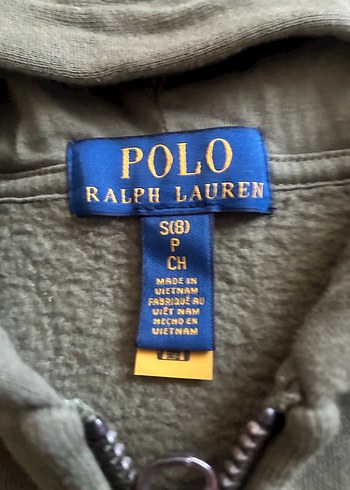 POLO
RALPH LAUREN
S(8)
P
CH
MADE IN
VIETNAM
FABRIQUÉ AU
VIÊT NAM
HECHO EN
VIETNAM